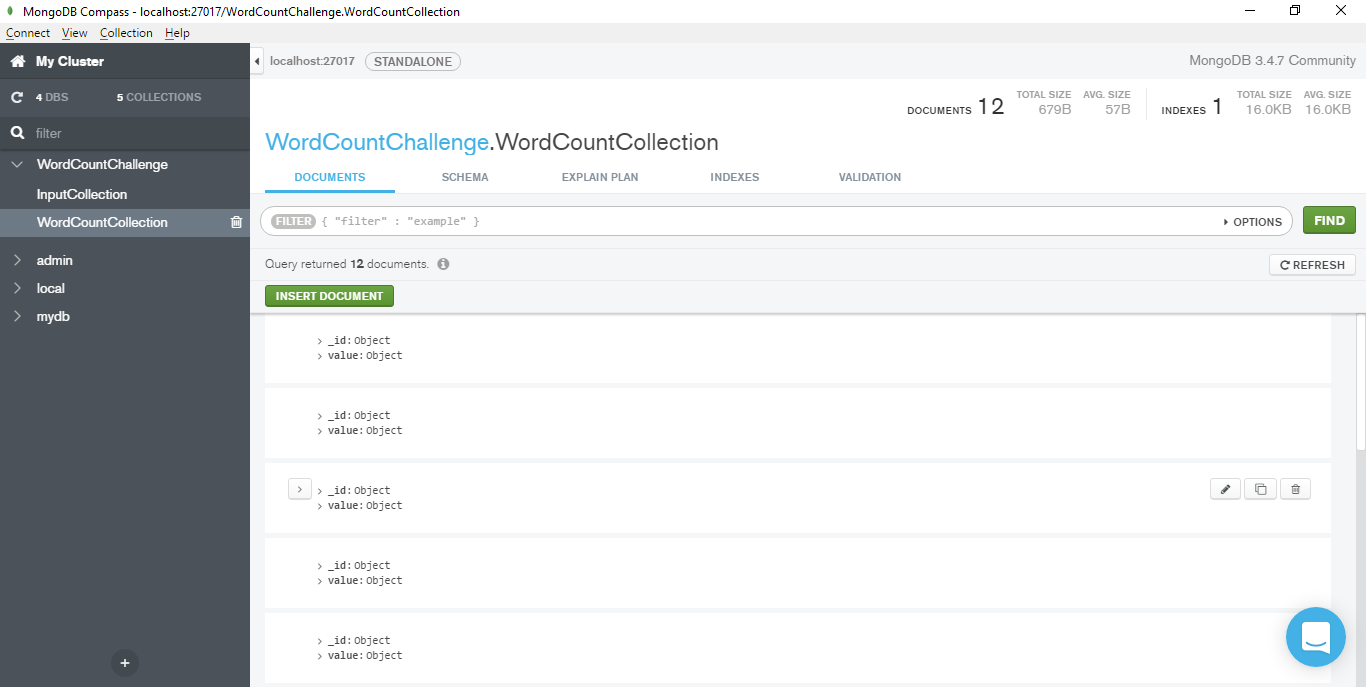 MongoDB Compass - localhost:27017/WordCountChallenge.WordCountCollection
Connect View Collection Help
My Cluster
localhost:27017 STANDALONE MongoDB 3.4.7 Community
4 DBS 5 COLLECTIONS
filter
WordCountChallenge
InputCollection
WordCountCollection
admin
local
mydb
+
DOCUMENTS 12 TOTAL SIZE 679B AVG. SIZE 57B INDEXES 1 TOTAL SIZE 16.0KB AVG. SIZE 16.0KB
WordCountChallenge.WordCountCollection
DOCUMENTS SCHEMA EXPLAIN PLAN INDEXES VALIDATION
FILTER { "filter" : "example" } OPTIONS FIND
Query returned 12 documents. REFRESH
INSERT DOCUMENT
_id: Object
value: Object
_id: Object
value: Object
_id: Object
value: Object
_id: Object
value: Object
_id: Object
value: Object